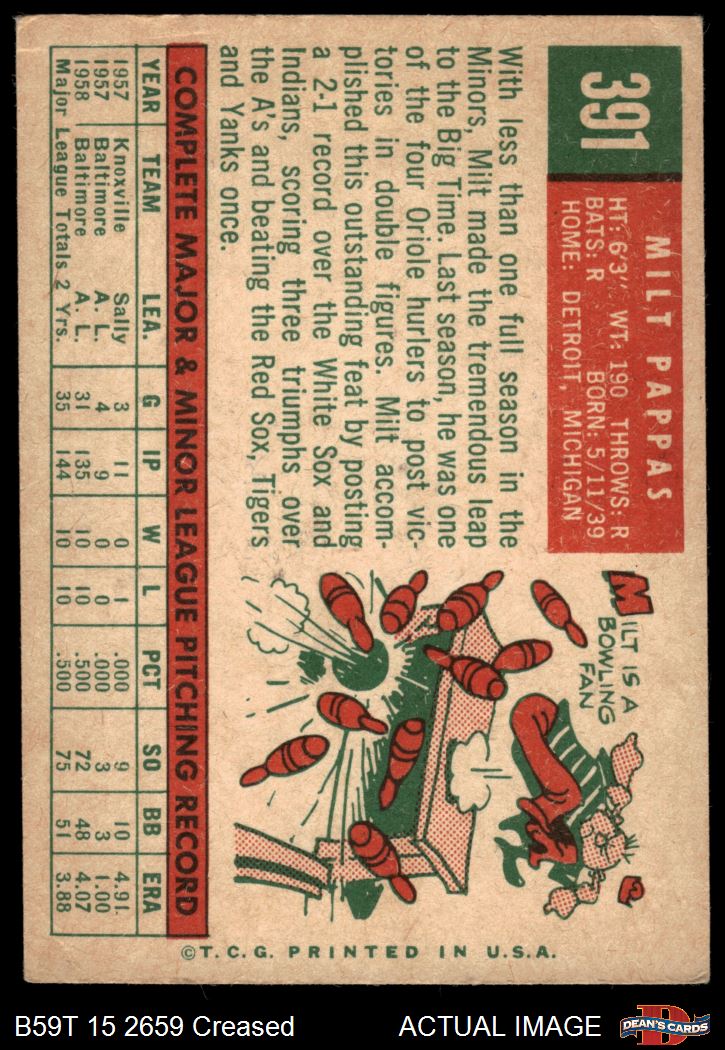 391
MILT PAPPAS
HT: 6'3" WT: 190 THROWS: R
BATS: R BORN: 5/11/39
HOME: DETROIT, MICHIGAN
With less than one full season in the
Minors, Milt made the tremendous leap
to the Big Time. Last season, he was one
of the four Oriole hurlers to post vic-
tories in double figures. Milt accom-
plished this outstanding feat by posting
a 2-1 record over the White Sox and
Indians, scoring three triumphs over
the A's and beating the Red Sox, Tigers
and Yanks once.
MILT IS A
BOWLING
FAN
COMPLETE MAJOR & MINOR LEAGUE PITCHING RECORD
YEAR TEAM LEA. G IP W L PCT SO BB ERA
1957 Knoxville Sally 3 11 0 1 .000 9 10 4.91
1957 Baltimore A. L. 4 9 0 0 .000 3 3 1.00
1958 Baltimore A. L. 31 135 10 10 .500 72 48 4.07
Major League Totals 2 Yrs. 35 144 10 10 .500 75 51 3.88
©T.C.G. PRINTED IN U.S.A.
B59T 15 2659 Creased ACTUAL IMAGE
D
DEAN'S CARDS